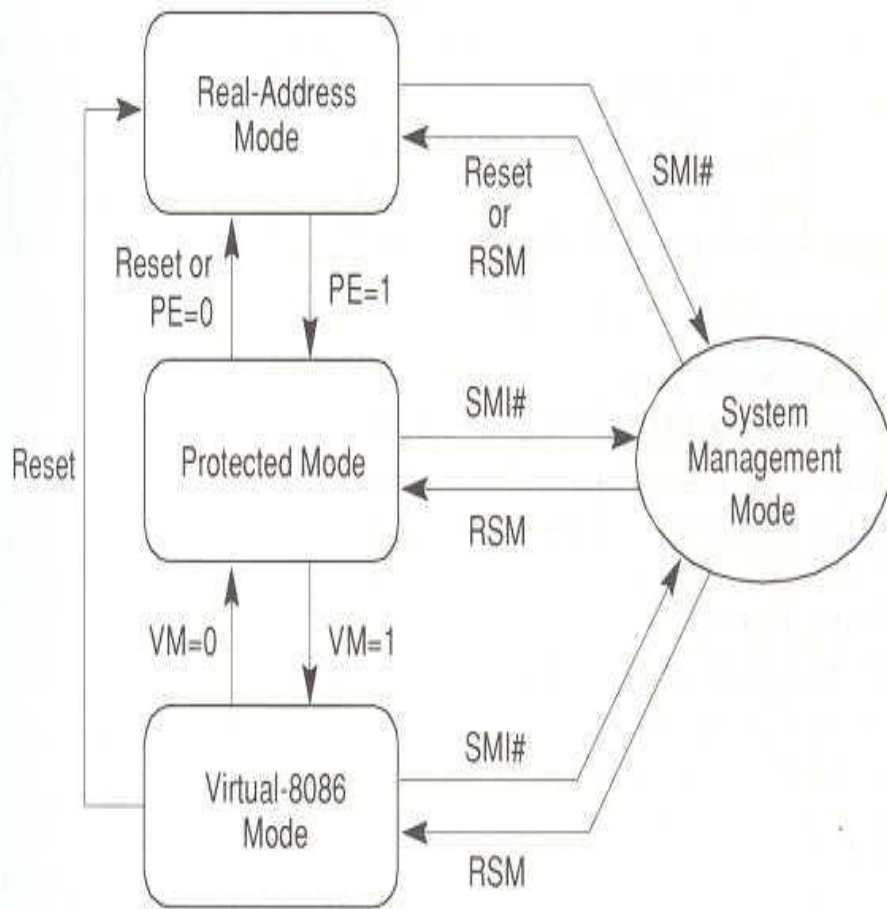 Real-Address
Mode
SMI#
Reset
or
RSM
Reset or
PE=0
PE=1
System
Management
Mode
SMI#
Protected Mode
Reset
RSM
VM=0
VM=1
SMI#
Virtual-8086
Mode
RSM